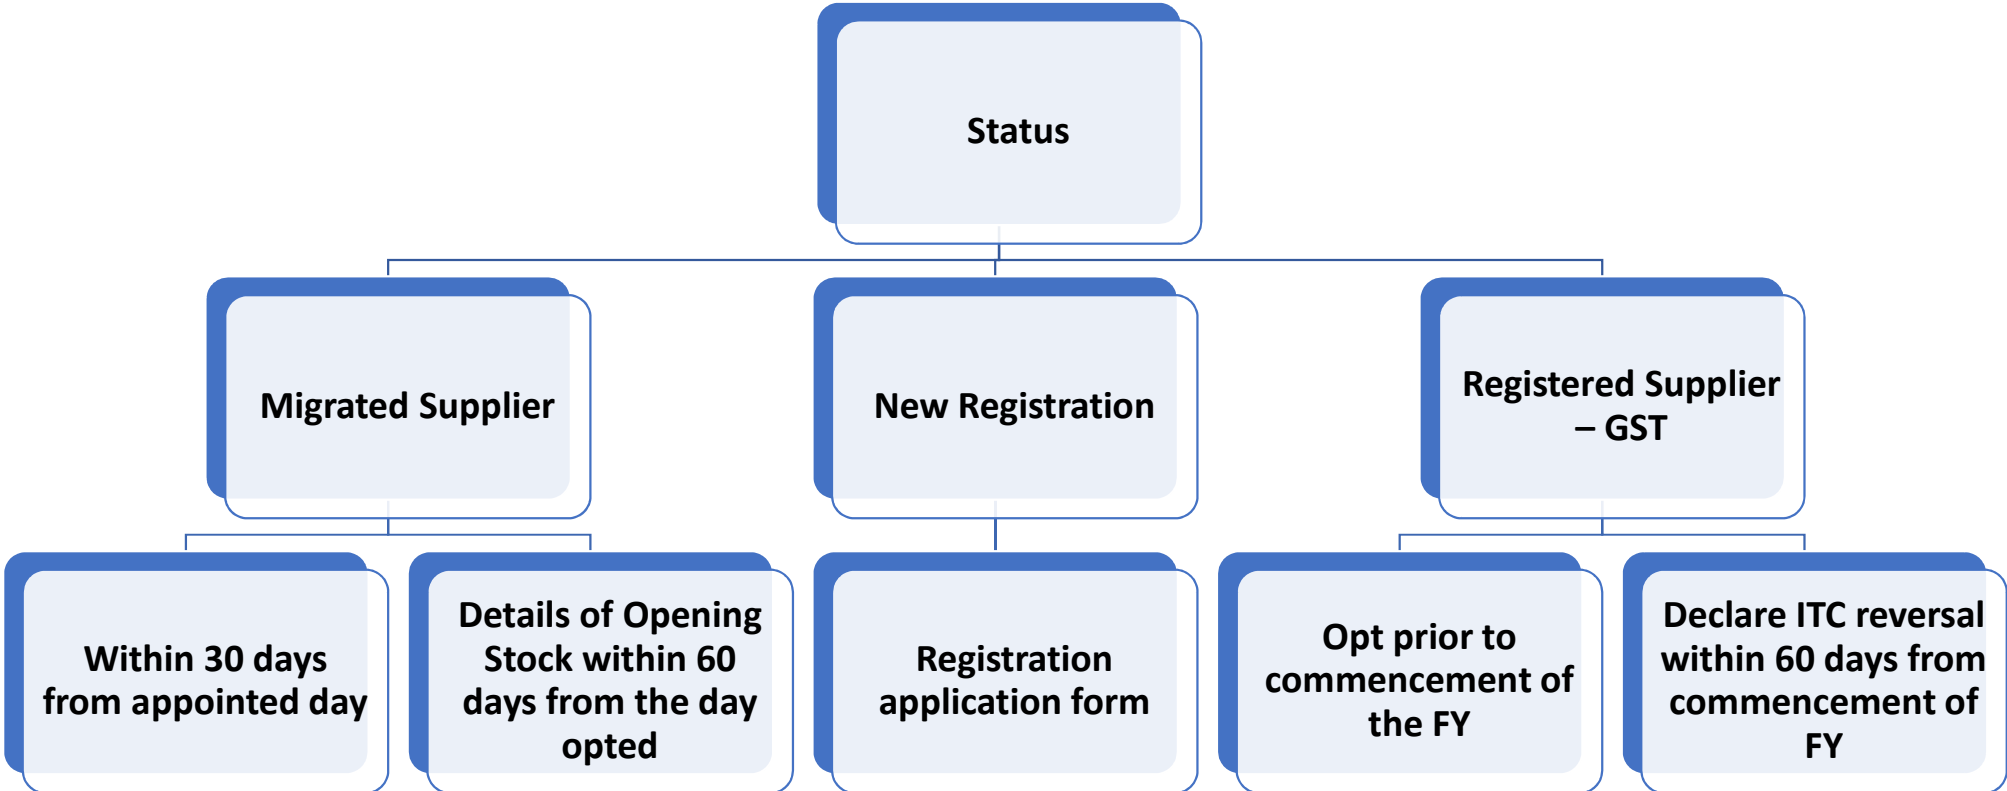 Status
Migrated Supplier
New Registration
Registered Supplier
– GST
Within 30 days
from appointed day
Details of Opening
Stock within 60
days from the day
opted
Registration
application form
Opt prior to
commencement of
the FY
Declare ITC reversal
within 60 days from
commencement of
FY